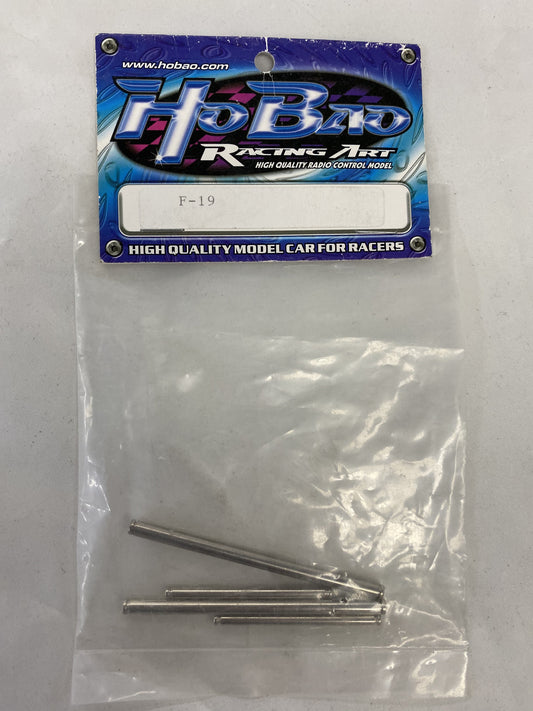 www.hobao.com
HoBao
RACING ART
HIGH QUALITY RADIO CONTROL MODEL
F-19
HIGH QUALITY MODEL CAR FOR RACERS